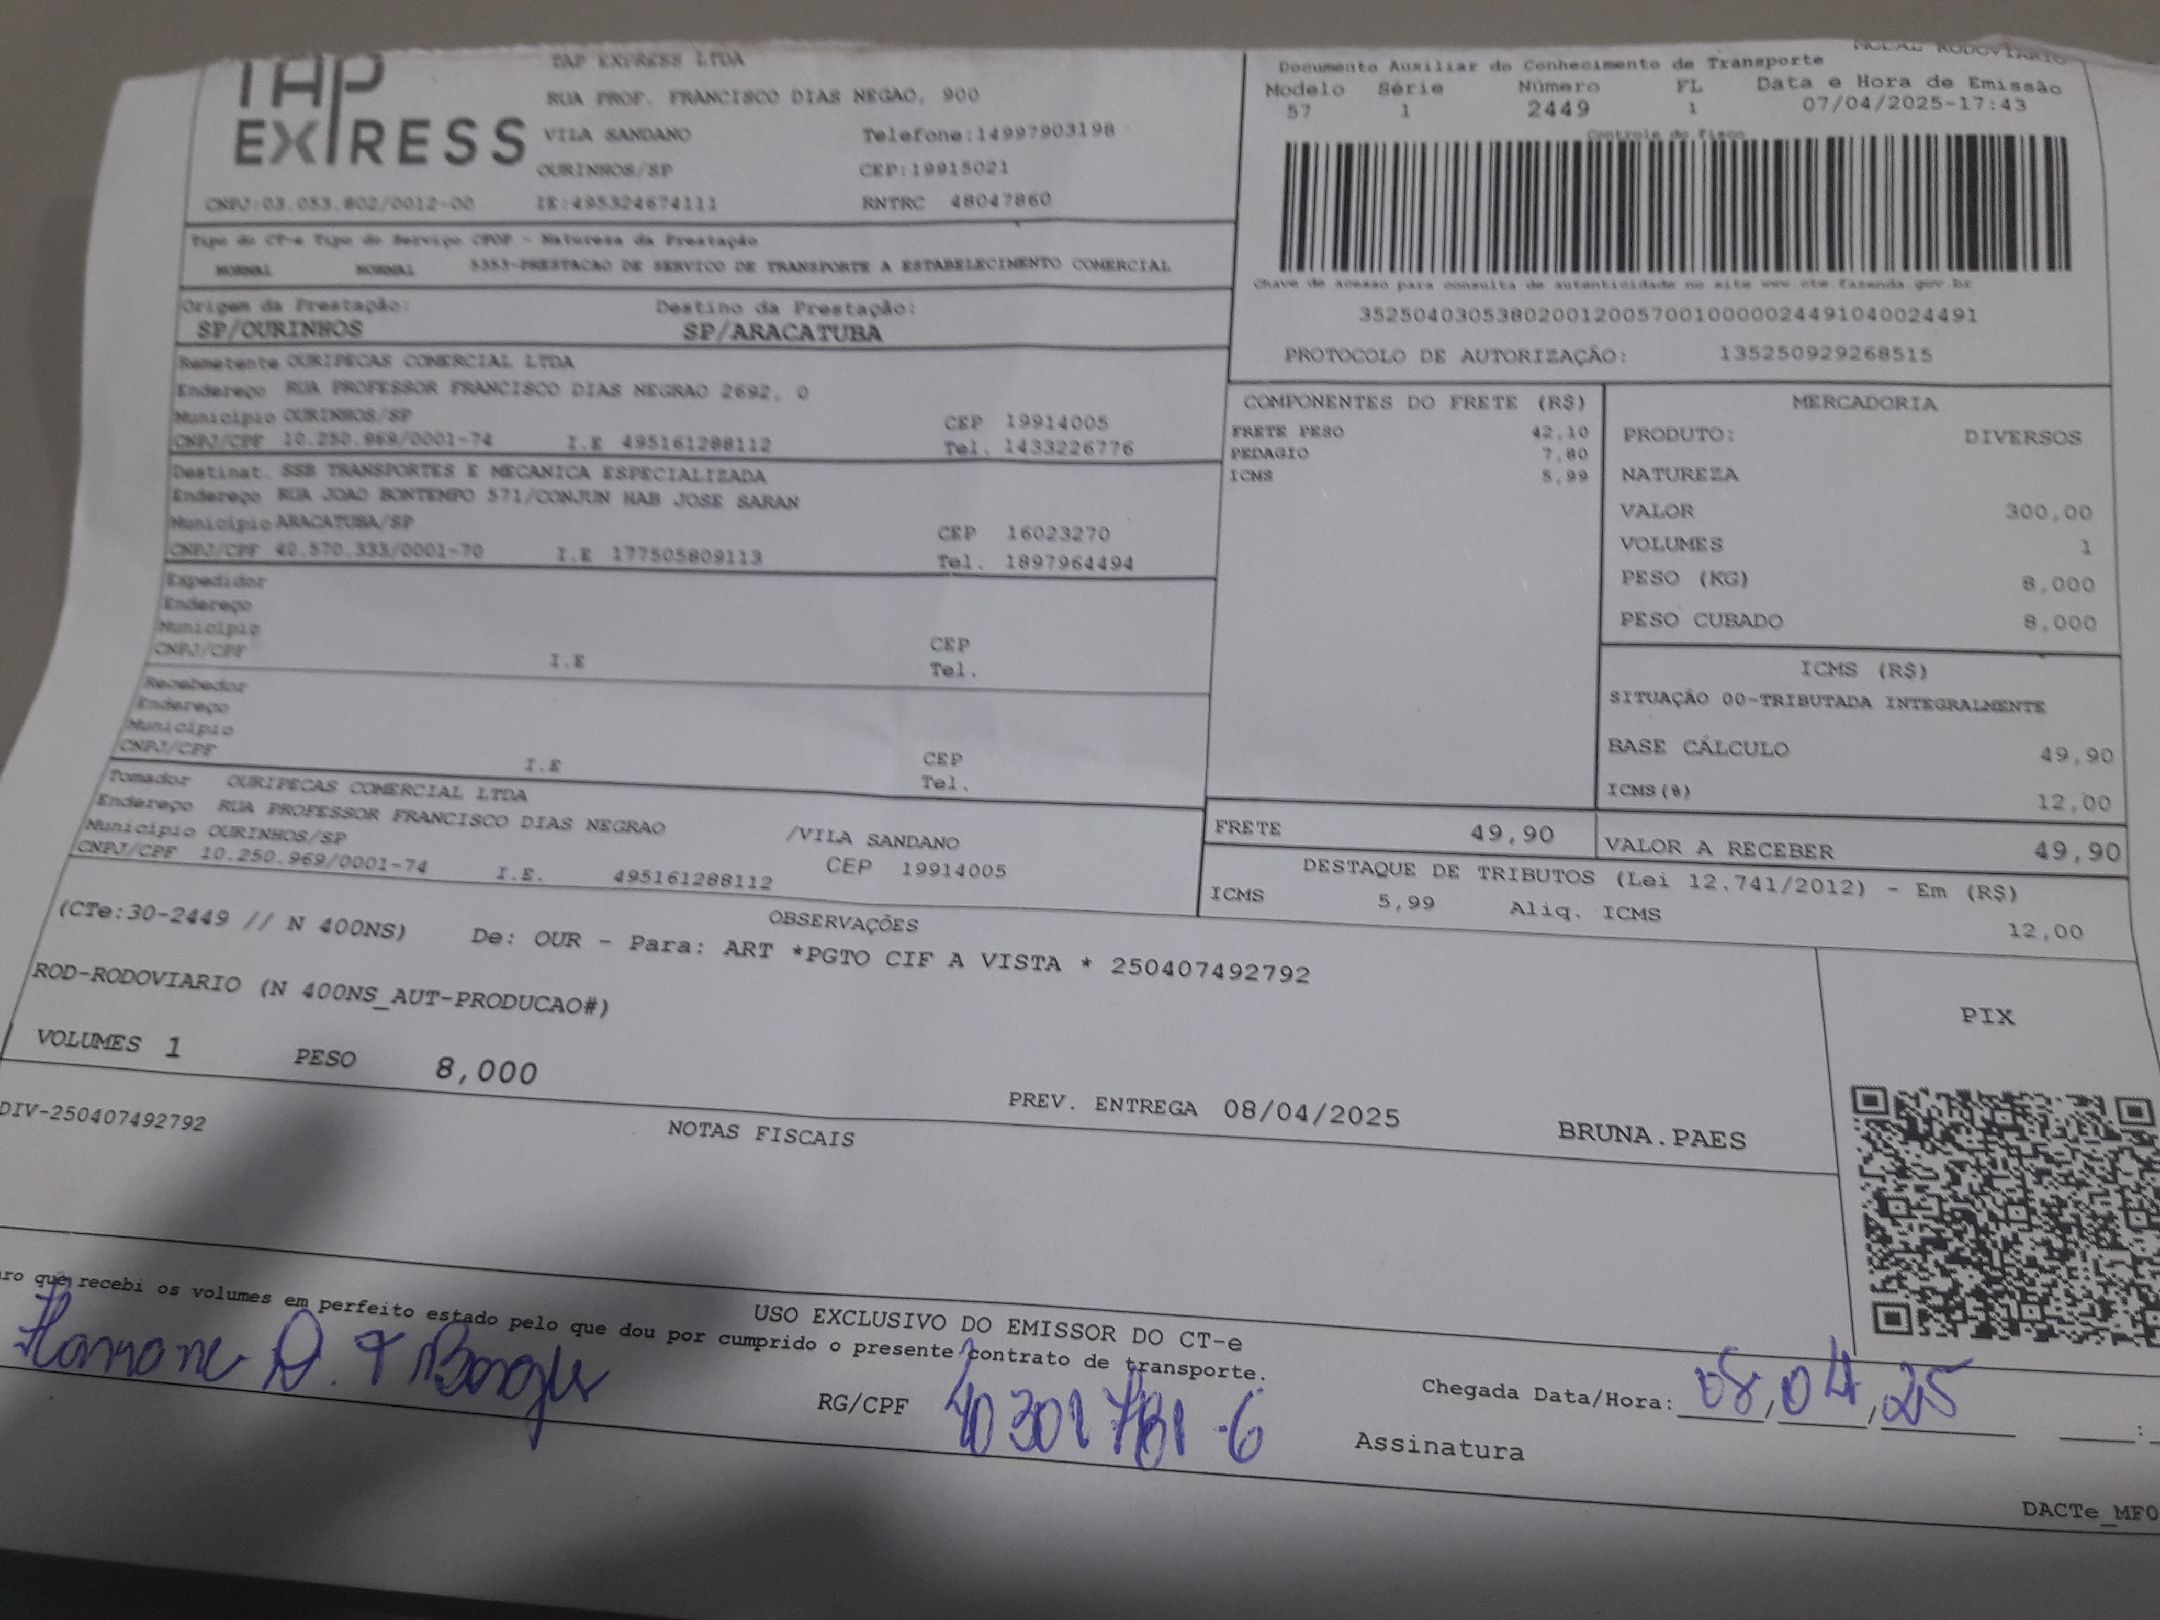 TAP EXPRESS
TAP EXPRESS LTDA
RUA PROF. FRANCISCO DIAS NEGAO, 900
VILA SANDANO Telefone:14997903198
OURINHOS/SP CEP:19915021
CNPJ:03.053.802/0012-00 IE:495324674111 RNTRC 48047860
MODAL RODOVIARIO
Documento Auxiliar do Conhecimento de Transporte
Modelo Série Número FL Data e Hora de Emissão
57 1 2449 1 07/04/2025-17:43
Controle do Fisco
Chave de acesso para consulta de autenticidade no site www.cte.fazenda.gov.br
35250403053802001200570010000024491040024491
PROTOCOLO DE AUTORIZAÇÃO: 135250929268515
Tipo do CT-e Tipo do Serviço CFOP - Natureza da Prestação
NORMAL NORMAL 5353-PRESTACAO DE SERVICO DE TRANSPORTE A ESTABELECIMENTO COMERCIAL
Origem da Prestação: Destino da Prestação:
SP/OURINHOS SP/ARACATUBA
Remetente OURIPECAS COMERCIAL LTDA
Endereço RUA PROFESSOR FRANCISCO DIAS NEGRAO 2692, 0
Município OURINHOS/SP CEP 19914005
CNPJ/CPF 10.250.969/0001-74 I.E 495161288112 Tel. 1433226776
Destinat. SSB TRANSPORTES E MECANICA ESPECIALIZADA
Endereço RUA JOAO BONTEMPO 571/CONJUN HAB JOSE SARAN
Município ARACATUBA/SP CEP 16023270
CNPJ/CPF 40.570.333/0001-70 I.E 177505809113 Tel. 1897964494
Expedidor
Endereço
Município CEP
CNPJ/CPF I.E Tel.
Recebedor
Endereço
Município CEP
CNPJ/CPF I.E Tel.
Tomador OURIPECAS COMERCIAL LTDA
Endereço RUA PROFESSOR FRANCISCO DIAS NEGRAO /VILA SANDANO
Município OURINHOS/SP CEP 19914005
CNPJ/CPF 10.250.969/0001-74 I.E. 495161288112
COMPONENTES DO FRETE (R$)
FRETE PESO 42,10
PEDAGIO 7,80
ICMS 5,99
MERCADORIA
PRODUTO: DIVERSOS
NATUREZA
VALOR 300,00
VOLUMES 1
PESO (KG) 8,000
PESO CUBADO 8,000
ICMS (R$)
SITUAÇÃO 00-TRIBUTADA INTEGRALMENTE
BASE CÁLCULO 49,90
ICMS(%) 12,00
FRETE 49,90 VALOR A RECEBER 49,90
DESTAQUE DE TRIBUTOS (Lei 12.741/2012) - Em (R$)
ICMS 5,99 Aliq. ICMS 12,00
OBSERVAÇÕES
(CTe:30-2449 // N 400NS) De: OUR - Para: ART *PGTO CIF A VISTA * 250407492792
ROD-RODOVIARIO (N 400NS_AUT-PRODUCAO#)
VOLUMES 1 PESO 8,000
PREV. ENTREGA 08/04/2025 BRUNA.PAES
PIX
DIV-250407492792 NOTAS FISCAIS
USO EXCLUSIVO DO EMISSOR DO CT-e
que recebi os volumes em perfeito estado pelo que dou por cumprido o presente contrato de transporte.
RG/CPF
Chegada Data/Hora: 08/04/25 :
Assinatura
DACTe_MF0